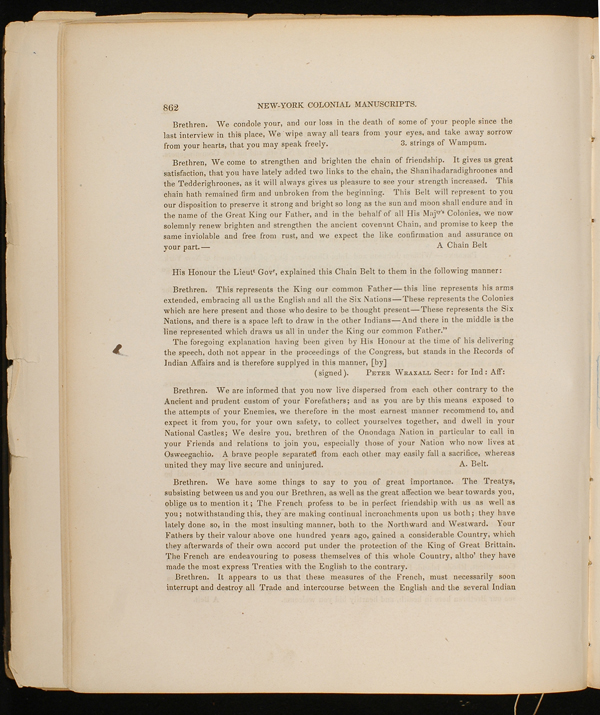 862 NEW-YORK COLONIAL MANUSCRIPTS.
Brethren. We condole your, and our loss in the death of some of your people since the
last interview in this place, We wipe away all tears from your eyes, and take away sorrow
from your hearts, that you may speak freely. 3. strings of Wampum.
Brethren, We come to strengthen and brighten the chain of friendship. It gives us great
satisfaction, that you have lately added two links to the chain, the Shanihadaradighroones and
the Tedderighroones, as it will always gives us pleasure to see your strength increased. This
chain hath remained firm and unbroken from the beginning. This Belt will represent to you
our disposition to preserve it strong and bright so long as the sun and moon shall endure and in
the name of the Great King our Father, and in the behalf of all His Majty's Colonies, we now
solemnly renew brighten and strengthen the ancient covenant Chain, and promise to keep the
same inviolable and free from rust, and we expect the like confirmation and assurance on
your part.— A Chain Belt
His Honour the Lieutt Govr, explained this Chain Belt to them in the following manner:
Brethren. This represents the King our common Father—this line represents his arms
extended, embracing all us the English and all the Six Nations—These represents the Colonies
which are here present and those who desire to be thought present—These represents the Six
Nations, and there is a space left to draw in the other Indians—And there in the middle is the
line represented which draws us all in under the King our common Father."
The foregoing explanation having been given by His Honour at the time of his delivering
the speech, doth not appear in the proceedings of the Congress, but stands in the Records of
Indian Affairs and is therefore supplyed in this manner, [by]
(signed). PETER WRAXALL Secr: for Ind: Aff:
Brethren. We are informed that you now live dispersed from each other contrary to the
Ancient and prudent custom of your Forefathers; and as you are by this means exposed to
the attempts of your Enemies, we therefore in the most earnest manner recommend to, and
expect it from you, for your own safety, to collect yourselves together, and dwell in your
National Castles; We desire you, brethren of the Onondaga Nation in particular to call in
your Friends and relations to join you, especially those of your Nation who now lives at
Osweegachio. A brave people separated from each other may easily fall a sacrifice, whereas
united they may live secure and uninjured. A. Belt.
Brethren. We have some things to say to you of great importance. The Treatys,
subsisting between us and you our Brethren, as well as the great affection we bear towards you,
oblige us to mention it; The French profess to be in perfect friendship with us as well as
you; notwithstanding this, they are making continual incroachments upon us both; they have
lately done so, in the most insulting manner, both to the Northward and Westward. Your
Fathers by their valour above one hundred years ago, gained a considerable Country, which
they afterwards of their own accord put under the protection of the King of Great Brittain.
The French are endeavouring to posess themselves of this whole Country, altho' they have
made the most express Treaties with the English to the contrary.
Brethren. It appears to us that these measures of the French, must necessarily soon
interrupt and destroy all Trade and intercourse between the English and the several Indian